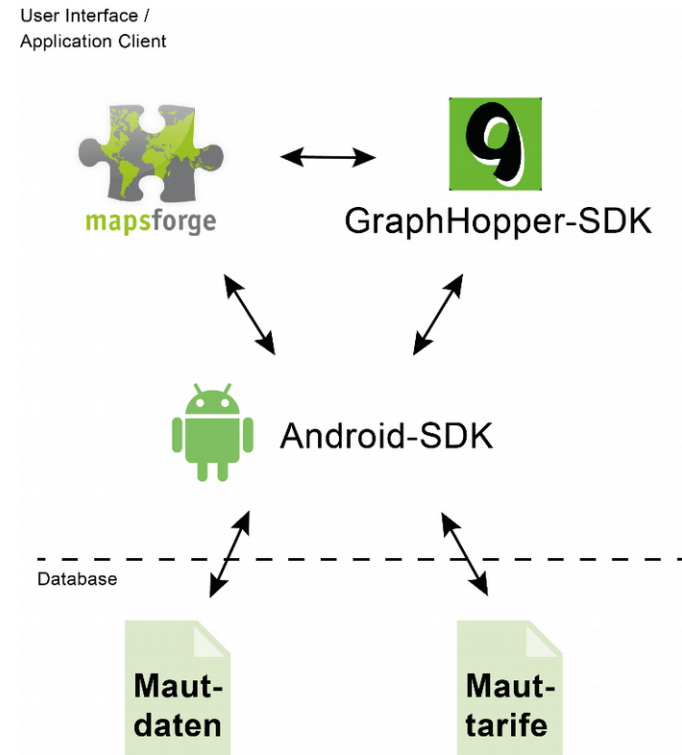 User Interface /
Application Client
mapsforge
GraphHopper-SDK
Android-SDK
Database
Maut-
daten
Maut-
tarife